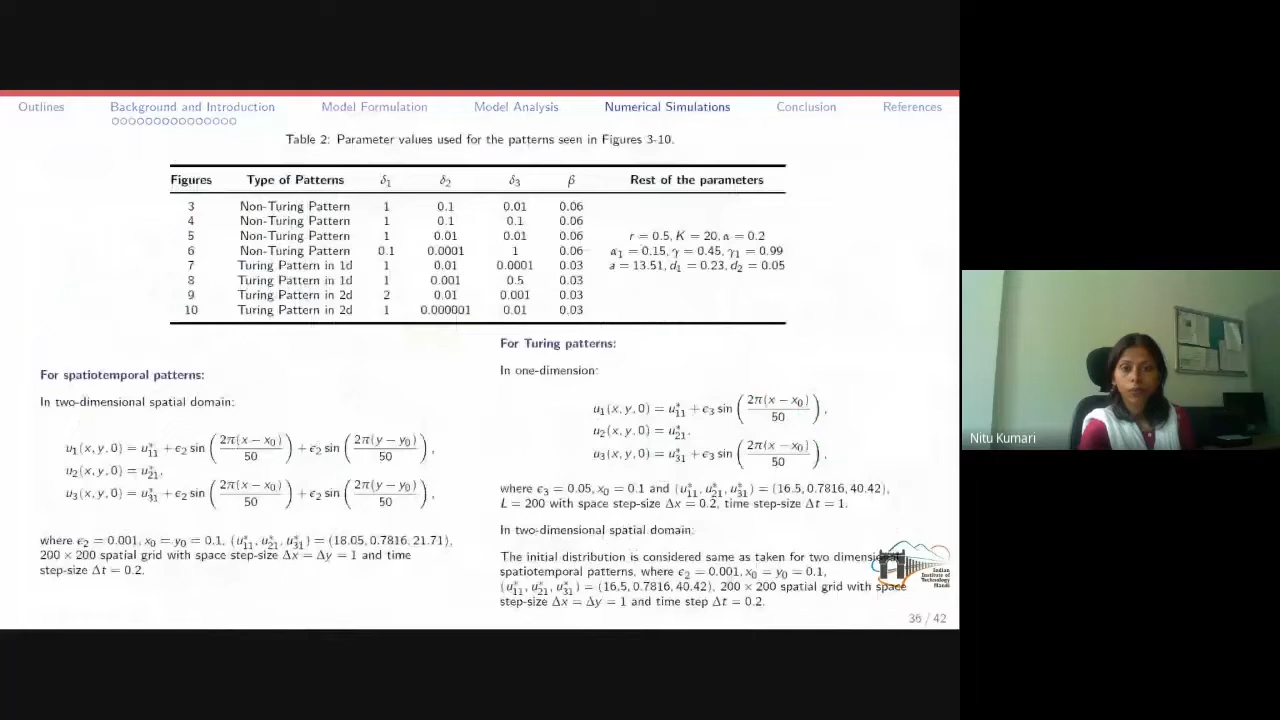 Outlines Background and Introduction Model Formulation Model Analysis Numerical Simulations Conclusion References
Table 2: Parameter values used for the patterns seen in Figures 3-10.
Figures Type of Patterns δ₁ δ₂ δ₃ β Rest of the parameters
3 Non-Turing Pattern 1 0.1 0.01 0.06
4 Non-Turing Pattern 1 0.1 0.1 0.06
5 Non-Turing Pattern 1 0.01 0.01 0.06 r = 0.5, K = 20, α = 0.2
6 Non-Turing Pattern 0.1 0.0001 1 0.06 α₁ = 0.15, γ = 0.45, γ₁ = 0.99
7 Turing Pattern in 1d 1 0.01 0.0001 0.03 a = 13.51, d₁ = 0.23, d₂ = 0.05
8 Turing Pattern in 1d 1 0.001 0.5 0.03
9 Turing Pattern in 2d 2 0.01 0.001 0.03
10 Turing Pattern in 2d 1 0.000001 0.01 0.03
For spatiotemporal patterns:
In two-dimensional spatial domain:
u₁(x, y, 0) = u*₁₁ + ϵ₂ sin (2π(x − x₀)/50) + ϵ₂ sin (2π(y − y₀)/50),
u₂(x, y, 0) = u*₂₁,
u₃(x, y, 0) = u*₃₁ + ϵ₂ sin (2π(x − x₀)/50) + ϵ₂ sin (2π(y − y₀)/50),
where ϵ₂ = 0.001, x₀ = y₀ = 0.1, (u*₁₁, u*₂₁, u*₃₁) = (18.05, 0.7816, 21.71),
200 × 200 spatial grid with space step-size Δx = Δy = 1 and time
step-size Δt = 0.2.
For Turing patterns:
In one-dimension:
u₁(x, y, 0) = u*₁₁ + ϵ₃ sin (2π(x − x₀)/50),
u₂(x, y, 0) = u*₂₁,
u₃(x, y, 0) = u*₃₁ + ϵ₃ sin (2π(x − x₀)/50),
where ϵ₃ = 0.05, x₀ = 0.1 and (u*₁₁, u*₂₁, u*₃₁) = (16.5, 0.7816, 40.42),
L = 200 with space step-size Δx = 0.2, time step-size Δt = 1.
In two-dimensional spatial domain:
The initial distribution is considered same as taken for two dimensional
spatiotemporal patterns, where ϵ₂ = 0.001, x₀ = y₀ = 0.1,
(u*₁₁, u*₂₁, u*₃₁) = (16.5, 0.7816, 40.42), 200 × 200 spatial grid with space
step-size Δx = Δy = 1 and time step Δt = 0.2.
Indian
Institute of
Technology
Mandi
36 / 42
Nitu Kumari